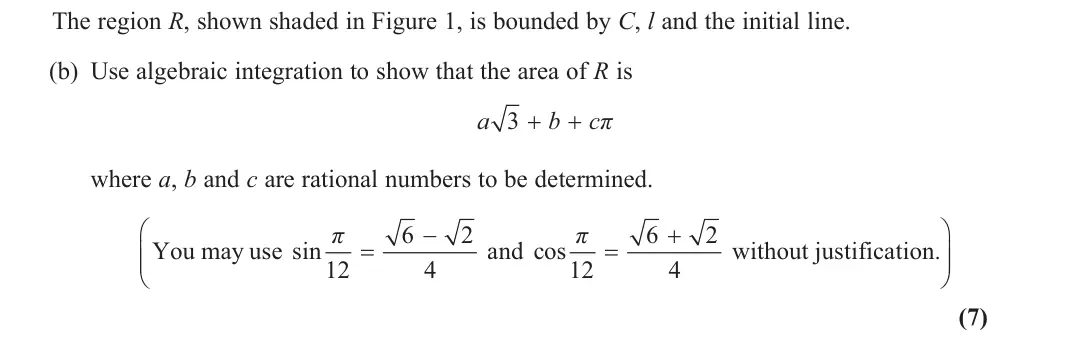 The region R, shown shaded in Figure 1, is bounded by C, l and the initial line.
(b) Use algebraic integration to show that the area of R is
a√3 + b + cπ
where a, b and c are rational numbers to be determined.
(You may use sin π/12 = (√6 − √2)/4 and cos π/12 = (√6 + √2)/4 without justification.)
(7)